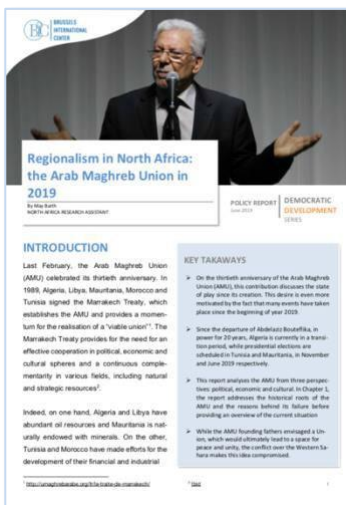 BRUSSELS
INTERNATIONAL
CENTER
Regionalism in North Africa:
the Arab Maghreb Union in
2019
By May Barth
NORTH AFRICA RESEARCH ASSISTANT
POLICY REPORT
June 2019
DEMOCRATIC
DEVELOPMENT
SERIES
INTRODUCTION
Last February, the Arab Maghreb Union
(AMU) celebrated its thirtieth anniversary. In
1989, Algeria, Libya, Mauritania, Morocco and
Tunisia signed the Marrakech Treaty, which
establishes the AMU and provides a momen-
tum for the realisation of a "viable union"¹. The
Marrakech Treaty provides for the need for an
effective cooperation in political, economic and
cultural spheres and a continuous comple-
mentarity in various fields, including natural
and strategic resources².
Indeed, on one hand, Algeria and Libya have
abundant oil resources and Mauritania is nat-
urally endowed with minerals. On the other,
Tunisia and Morocco have made efforts for the
development of their financial and industrial
KEY TAKAWAYS
➢ On the thirtieth anniversary of the Arab Maghreb
Union (AMU), this contribution discusses the state
of play since its creation. This desire is even more
motivated by the fact that many events have taken
place since the beginning of year 2019.
➢ Since the departure of Abdelaziz Bouteflika, in
power for 20 years, Algeria is currently in a transi-
tion period, while presidential elections are
scheduled in Tunisia and Mauritania, in November
and June 2019 respectively.
➢ This report analyses the AMU from three perspec-
tives: political, economic and cultural. In Chapter 1,
the report addresses the historical roots of the
AMU and the reasons behind its failure before
providing an overview of the current situation
➢ While the AMU founding fathers envisaged a Un-
ion, which would ultimately lead to a space for
peace and unity, the conflict over the Western Sa-
hara makes this idea compromised.
¹ http://umaghrebarabe.org/fr/le-traite-de-marrakech/
² Ibid
1